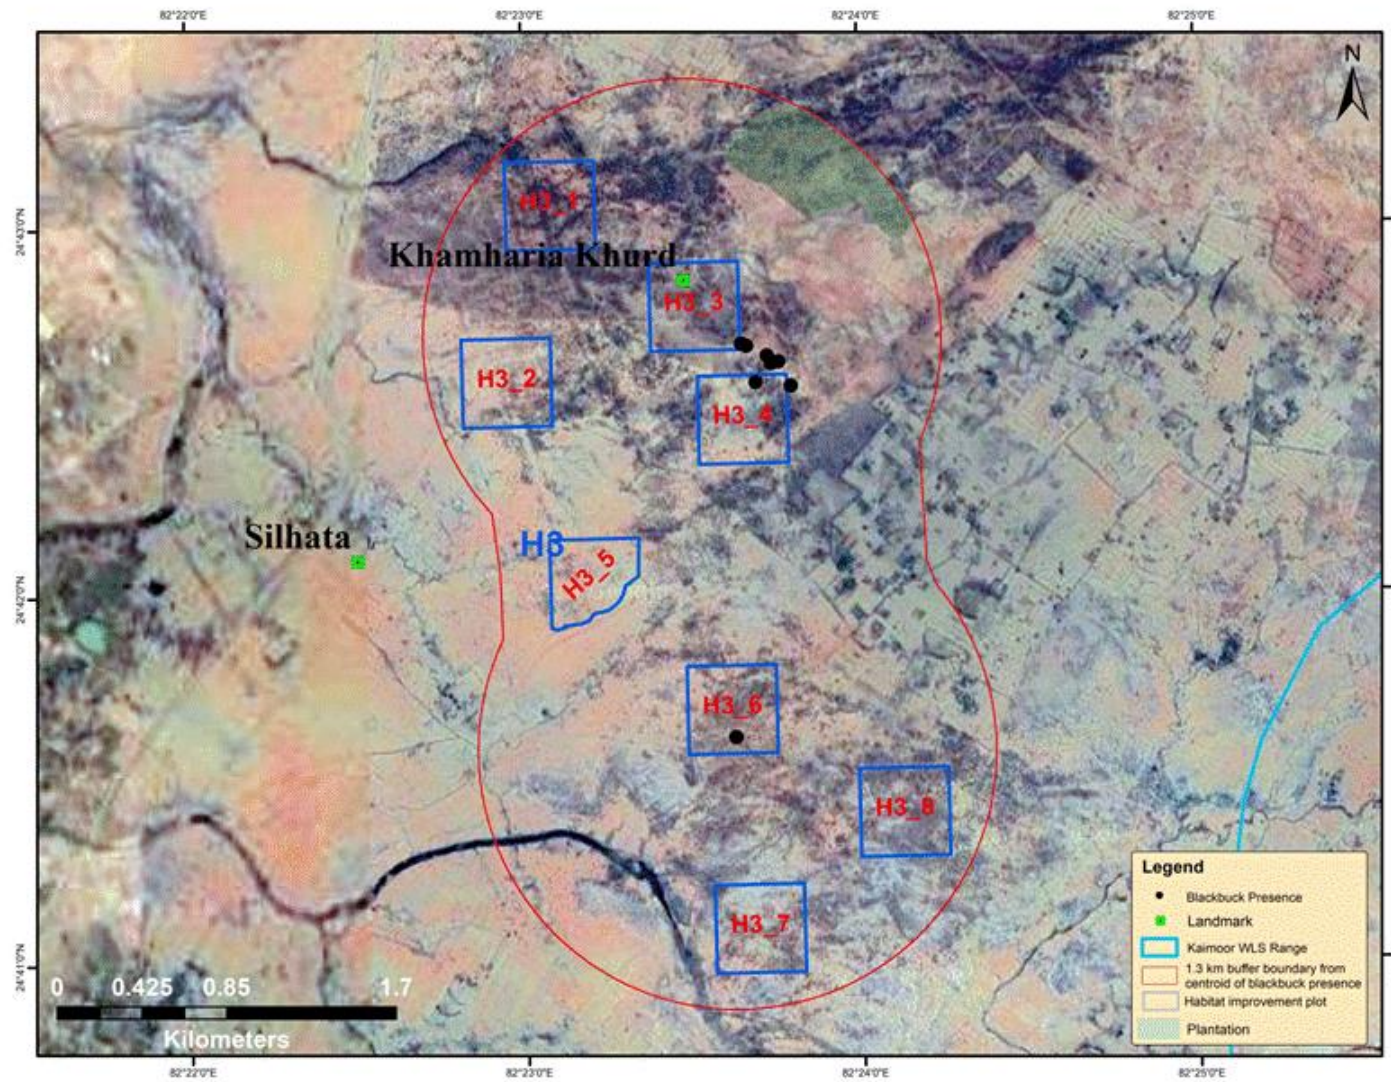 82°22'0"E 82°23'0"E 82°24'0"E 82°25'0"E
N
24°43'0"N
H3_1
Khamharia Khurd
H3_3
H3_2
H3_4
Silhata
H3
H3_5
24°42'0"N
H3_6
H3_8
H3_7
24°41'0"N
0 0.425 0.85 1.7
Kilometers
Legend
Blackbuck Presence
Landmark
Kaimoor WLS Range
1.3 km buffer boundary from
centroid of blackbuck presence
Habitat improvement plot
Plantation
82°22'0"E 82°23'0"E 82°24'0"E 82°25'0"E